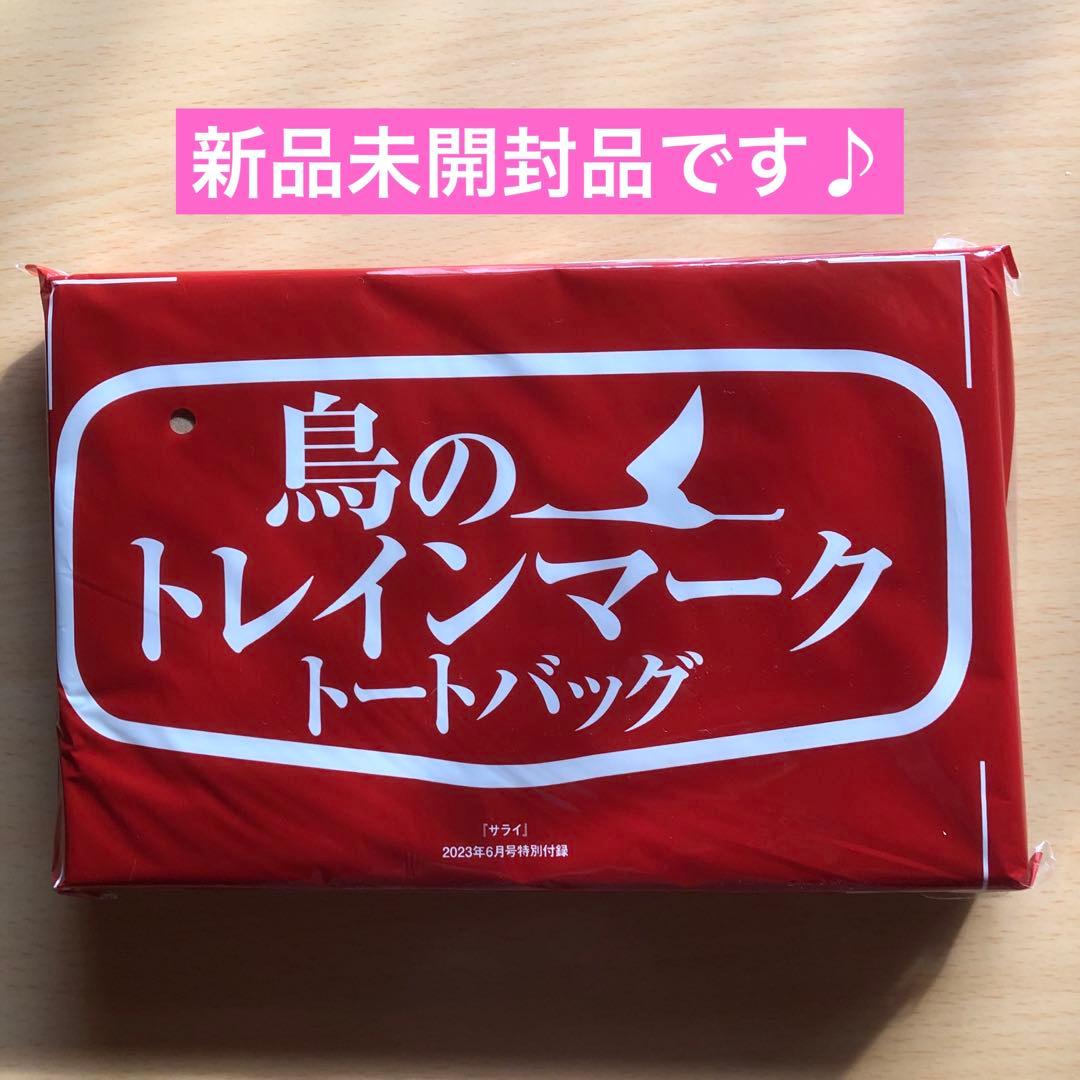 新品未開封品です♪
鳥の
トレインマーク
トートバッグ
『サライ』
2023年6月号特別付録